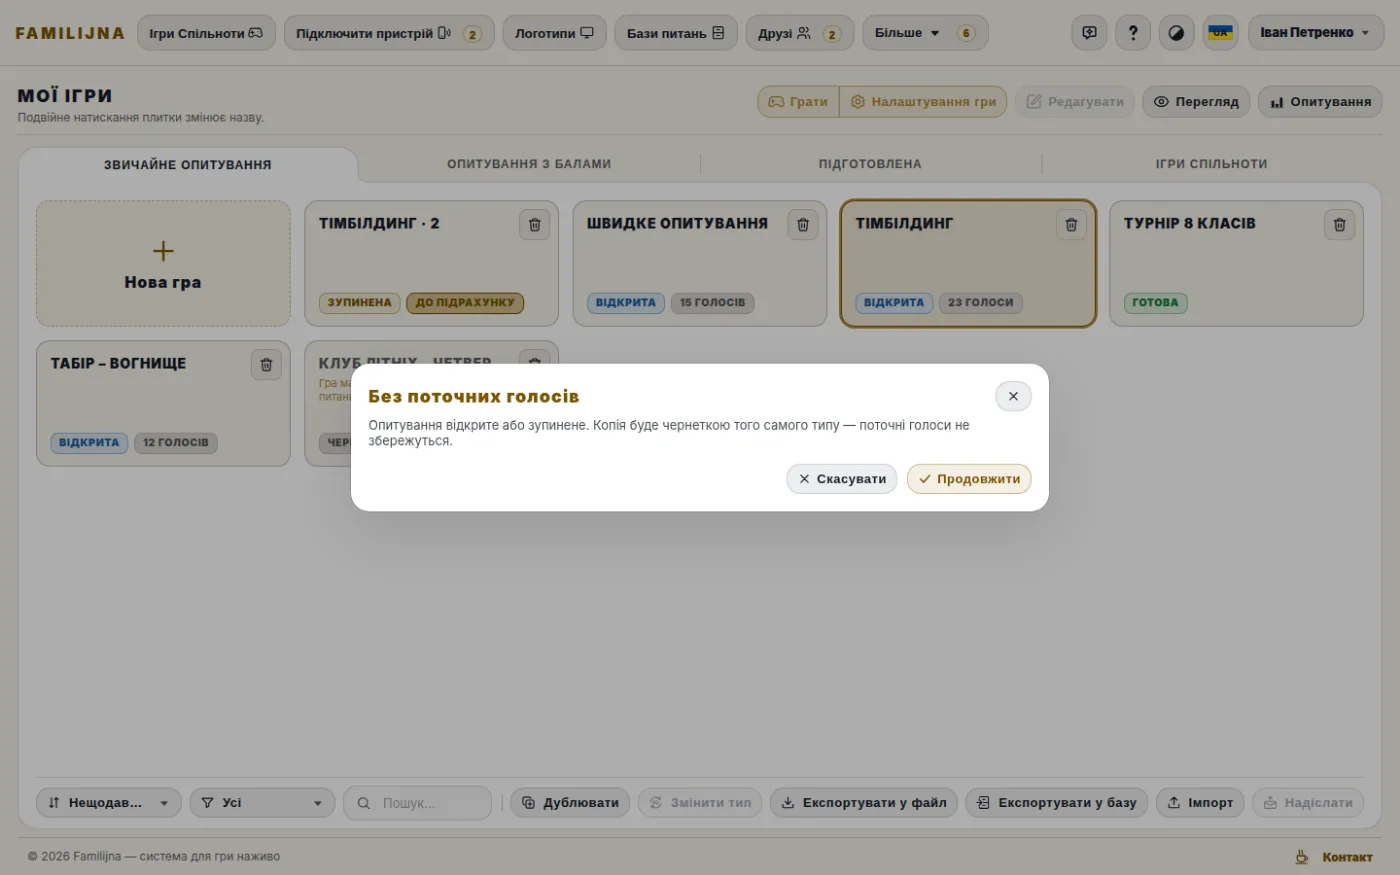 FAMILIJNA
Ігри Спільноти
Підключити пристрій 2
Логотипи
Бази питань
Друзі 2
Більше 6
?
UA
Іван Петренко
МОЇ ІГРИ
Подвійне натискання плитки змінює назву.
Грати
Налаштування гри
Редагувати
Перегляд
Опитування
ЗВИЧАЙНЕ ОПИТУВАННЯ
ОПИТУВАННЯ З БАЛАМИ
ПІДГОТОВЛЕНА
ІГРИ СПІЛЬНОТИ
Нова гра
ТІМБІЛДИНГ · 2
ЗУПИНЕНА
ДО ПІДРАХУНКУ
ШВИДКЕ ОПИТУВАННЯ
ВІДКРИТА
15 ГОЛОСІВ
ТІМБІЛДИНГ
ВІДКРИТА
23 ГОЛОСИ
ТУРНІР 8 КЛАСІВ
ГОТОВА
ТАБІР – ВОГНИЩЕ
ВІДКРИТА
12 ГОЛОСІВ
КЛУБ ЛІТНІХ
ЧЕТВЕР
Гра
Без поточних голосів
Опитування відкрите або зупинене. Копія буде чернеткою того самого типу — поточні голоси не
збережуться.
Скасувати
Продовжити
Нещодав...
Усі
Пошук...
Дублювати
Змінити тип
Експортувати у файл
Експортувати у базу
Імпорт
Надіслати
© 2026 Familijna — система для гри наживо
Контакт